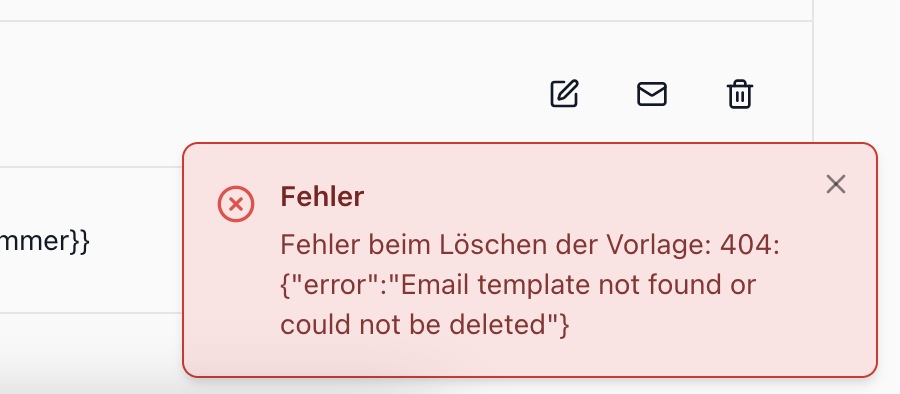 mmer}}
Fehler
Fehler beim Löschen der Vorlage: 404:
{"error":"Email template not found or
could not be deleted"}